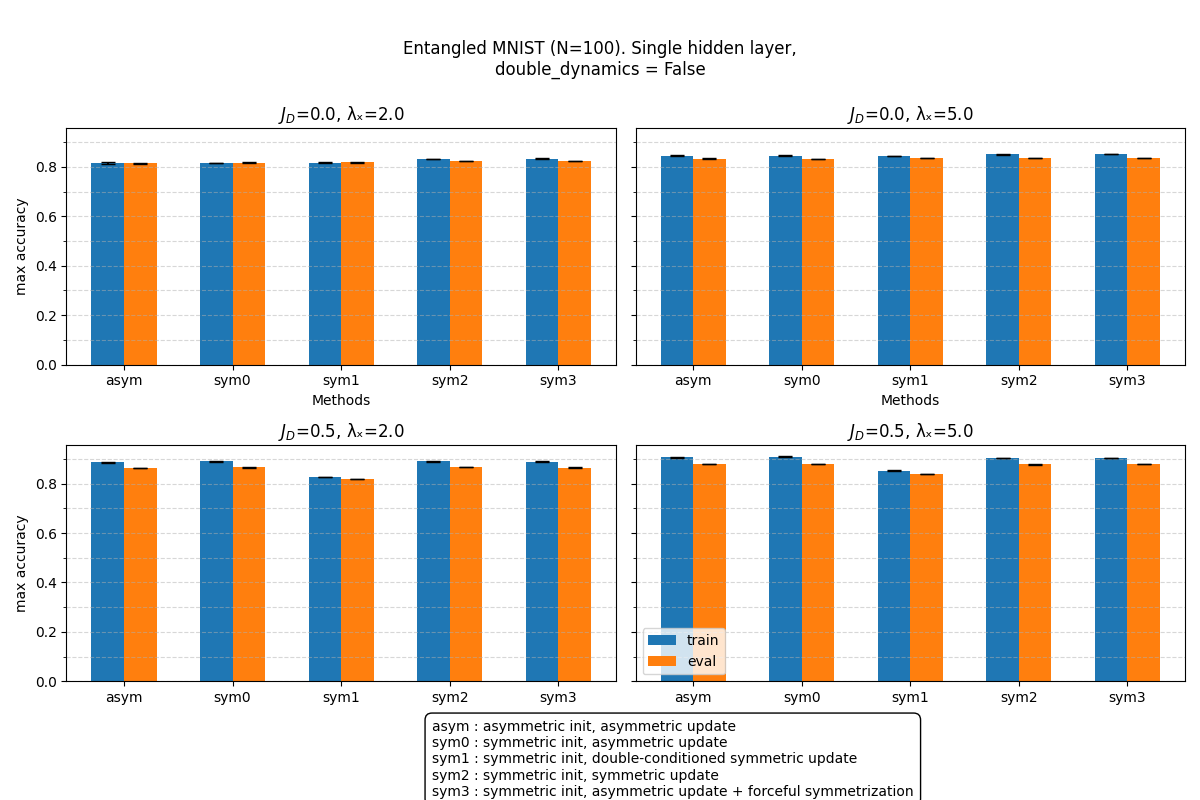 Entangled MNIST (N=100). Single hidden layer,
double_dynamics = False
J_D=0.0, λₓ=2.0
J_D=0.0, λₓ=5.0
max accuracy
0.8
0.6
0.4
0.2
0.0
asym sym0 sym1 sym2 sym3
Methods
asym sym0 sym1 sym2 sym3
Methods
J_D=0.5, λₓ=2.0
J_D=0.5, λₓ=5.0
max accuracy
0.8
0.6
0.4
0.2
0.0
train
eval
asym sym0 sym1 sym2 sym3
asym sym0 sym1 sym2 sym3
asym : asymmetric init, asymmetric update
sym0 : symmetric init, asymmetric update
sym1 : symmetric init, double-conditioned symmetric update
sym2 : symmetric init, symmetric update
sym3 : symmetric init, asymmetric update + forceful symmetrization